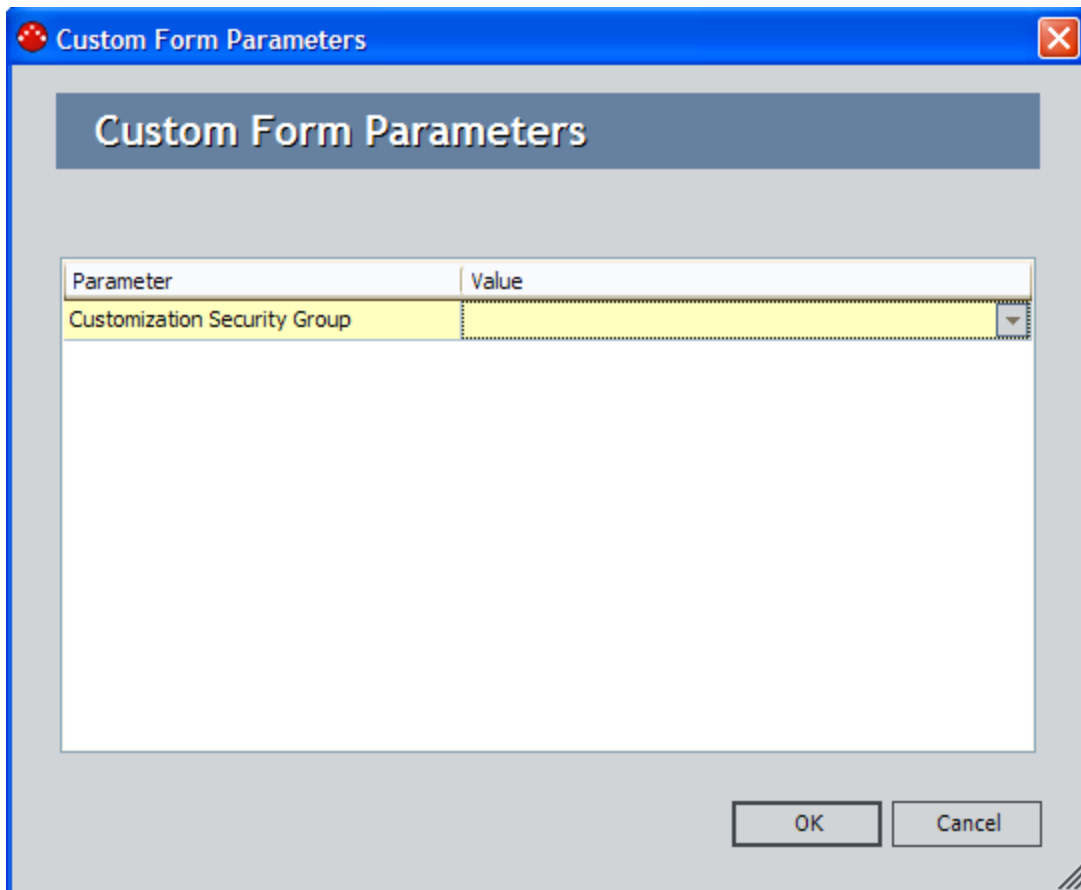 Custom Form Parameters
Custom Form Parameters
Parameter Value
Customization Security Group
OK Cancel